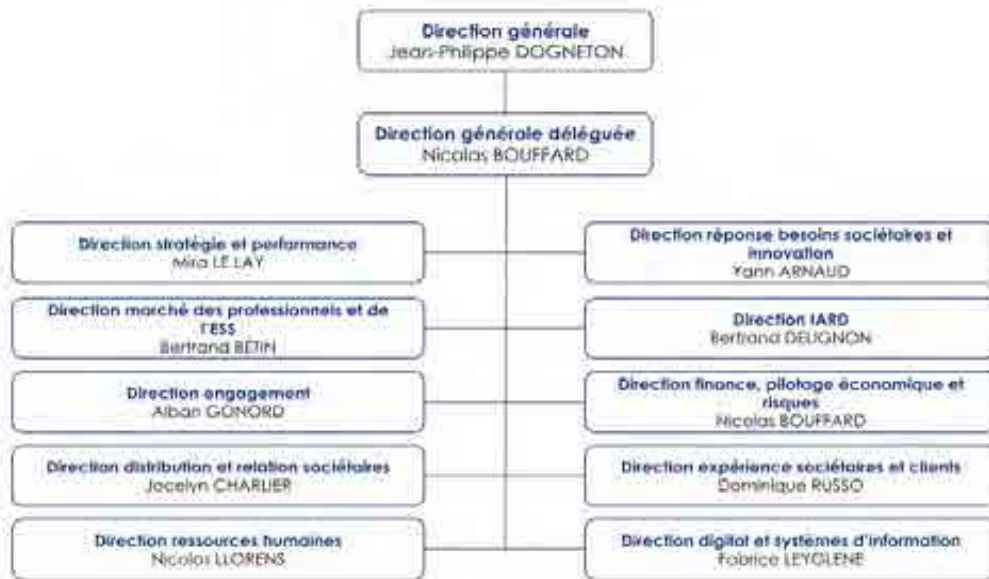 Direction générale
Jean-Philippe DOGNETON
Direction générale déléguée
Nicolas BOUFFARD
Direction stratégie et performance
Mira LE LAY
Direction réponse besoins sociétaires et
innovation
Yann ARNAUD
Direction marché des professionnels et de
l'ESS
Bertrand BÉTIN
Direction IARD
Bertrand DELIGNON
Direction engagement
Alban GONORD
Direction finance, pilotage économique et
risques
Nicolas BOUFFARD
Direction distribution et relation sociétaires
Jocelyn CHARLIER
Direction expérience sociétaires et clients
Dominique RUSSO
Direction ressources humaines
Nicolas LLORENS
Direction digital et systèmes d'information
Fabrice LEYGLENE